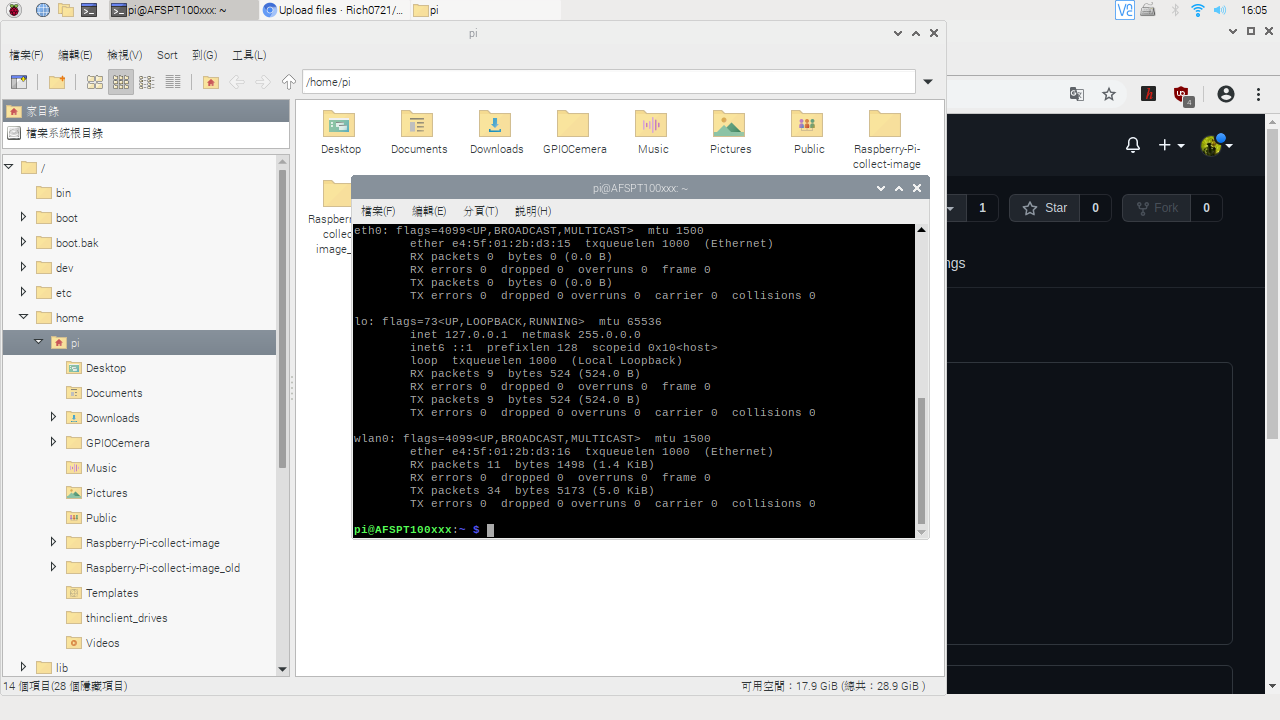 pi@AFSPT100xxx: ~
Upload files · Rich0721/...
pi
16:05
pi
檔案(F) 編輯(E) 檢視(V) Sort 到(G) 工具(L)
/home/pi
家目錄
檔案系統根目錄
/
bin
boot
boot.bak
dev
etc
home
pi
Desktop
Documents
Downloads
GPIOCemera
Music
Pictures
Public
Raspberry-Pi-collect-image
Raspberry-Pi-collect-image_old
Templates
thinclient_drives
Videos
lib
Desktop Documents Downloads GPIOCemera Music Pictures Public Raspberry-Pi-
collect-image
pi@AFSPT100xxx: ~
檔案(F) 編輯(E) 分頁(T) 說明(H)
eth0: flags=4099<UP,BROADCAST,MULTICAST>  mtu 1500
ether e4:5f:01:2b:d3:15  txqueuelen 1000  (Ethernet)
RX packets 0  bytes 0 (0.0 B)
RX errors 0  dropped 0  overruns 0  frame 0
TX packets 0  bytes 0 (0.0 B)
TX errors 0  dropped 0 overruns 0  carrier 0  collisions 0
lo: flags=73<UP,LOOPBACK,RUNNING>  mtu 65536
inet 127.0.0.1  netmask 255.0.0.0
inet6 ::1  prefixlen 128  scopeid 0x10<host>
loop  txqueuelen 1000  (Local Loopback)
RX packets 9  bytes 524 (524.0 B)
RX errors 0  dropped 0  overruns 0  frame 0
TX packets 9  bytes 524 (524.0 B)
TX errors 0  dropped 0 overruns 0  carrier 0  collisions 0
wlan0: flags=4099<UP,BROADCAST,MULTICAST>  mtu 1500
ether e4:5f:01:2b:d3:16  txqueuelen 1000  (Ethernet)
RX packets 11  bytes 1498 (1.4 KiB)
RX errors 0  dropped 0  overruns 0  frame 0
TX packets 34  bytes 5173 (5.0 KiB)
TX errors 0  dropped 0 overruns 0  carrier 0  collisions 0
pi@AFSPT100xxx:~ $
4
1 Star 0 Fork 0
ngs
14 個項目(28 個隱藏項目)
可用空間：17.9 GiB (總共：28.9 GiB )